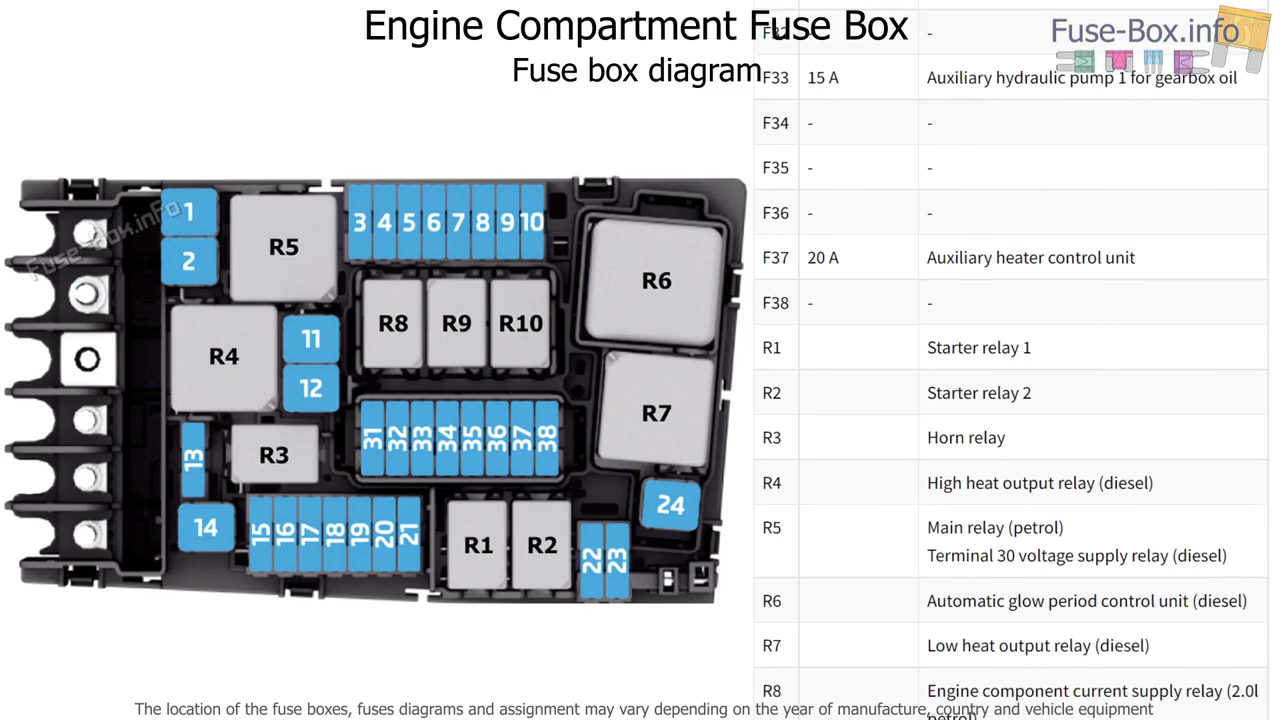 Engine Compartment Fuse Box
Fuse box diagram
Fuse-Box.info
Fuse-Box.info
1
2
R5
3 4 5 6 7 8 9 10
R6
R8 R9 R10
R4
11
12
R7
31 32 33 34 35 36 37 38
13
R3
24
14
15 16 17 18 19 20 21
R1 R2
22 23
F32 - -
F33 15 A Auxiliary hydraulic pump 1 for gearbox oil
F34 - -
F35 - -
F36 - -
F37 20 A Auxiliary heater control unit
F38 - -
R1 Starter relay 1
R2 Starter relay 2
R3 Horn relay
R4 High heat output relay (diesel)
R5 Main relay (petrol)
Terminal 30 voltage supply relay (diesel)
R6 Automatic glow period control unit (diesel)
R7 Low heat output relay (diesel)
R8 Engine component current supply relay (2.0l
petrol)
The location of the fuse boxes, fuses diagrams and assignment may vary depending on the year of manufacture, country and vehicle equipment